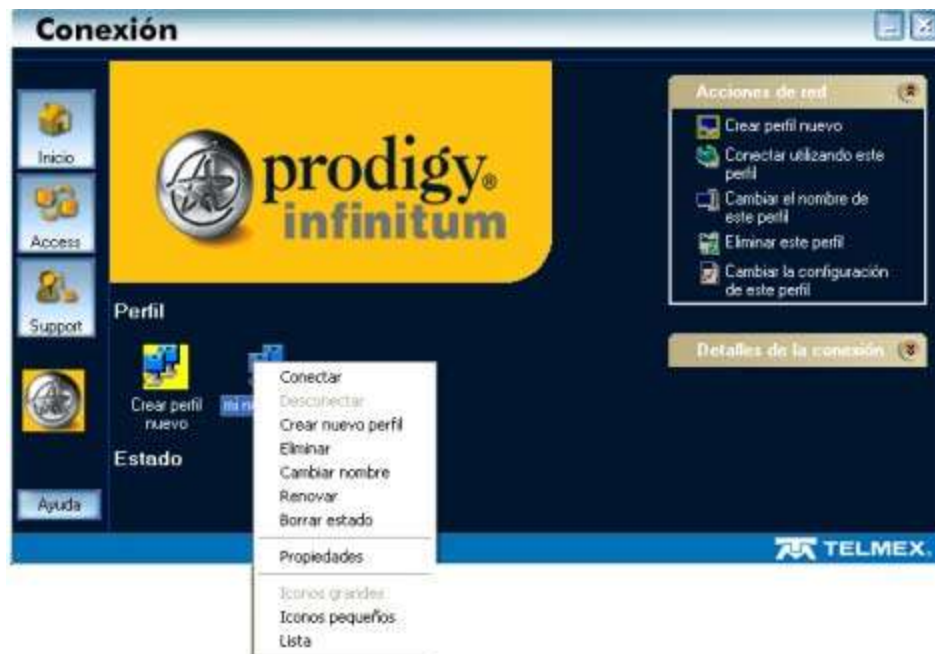 Conexión
Inicio
Access
Support
Ayuda
prodigy®
infinitum
Acciones de red
Crear perfil nuevo
Conectar utilizando este
perfil
Cambiar el nombre de
este perfil
Eliminar este perfil
Cambiar la configuración
de este perfil
Detalles de la conexión
Perfil
Crear perfil
nuevo
mi
Estado
Conectar
Desconectar
Crear nuevo perfil
Eliminar
Cambiar nombre
Renovar
Borrar estado
Propiedades
Iconos grandes
Iconos pequeños
Lista
TELMEX.